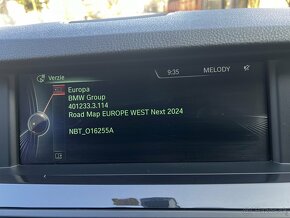 Verzie
9:35 MELODY
Europa
BMW Group
401233.3.114
Road Map EUROPE WEST Next 2024
NBT_O16255A